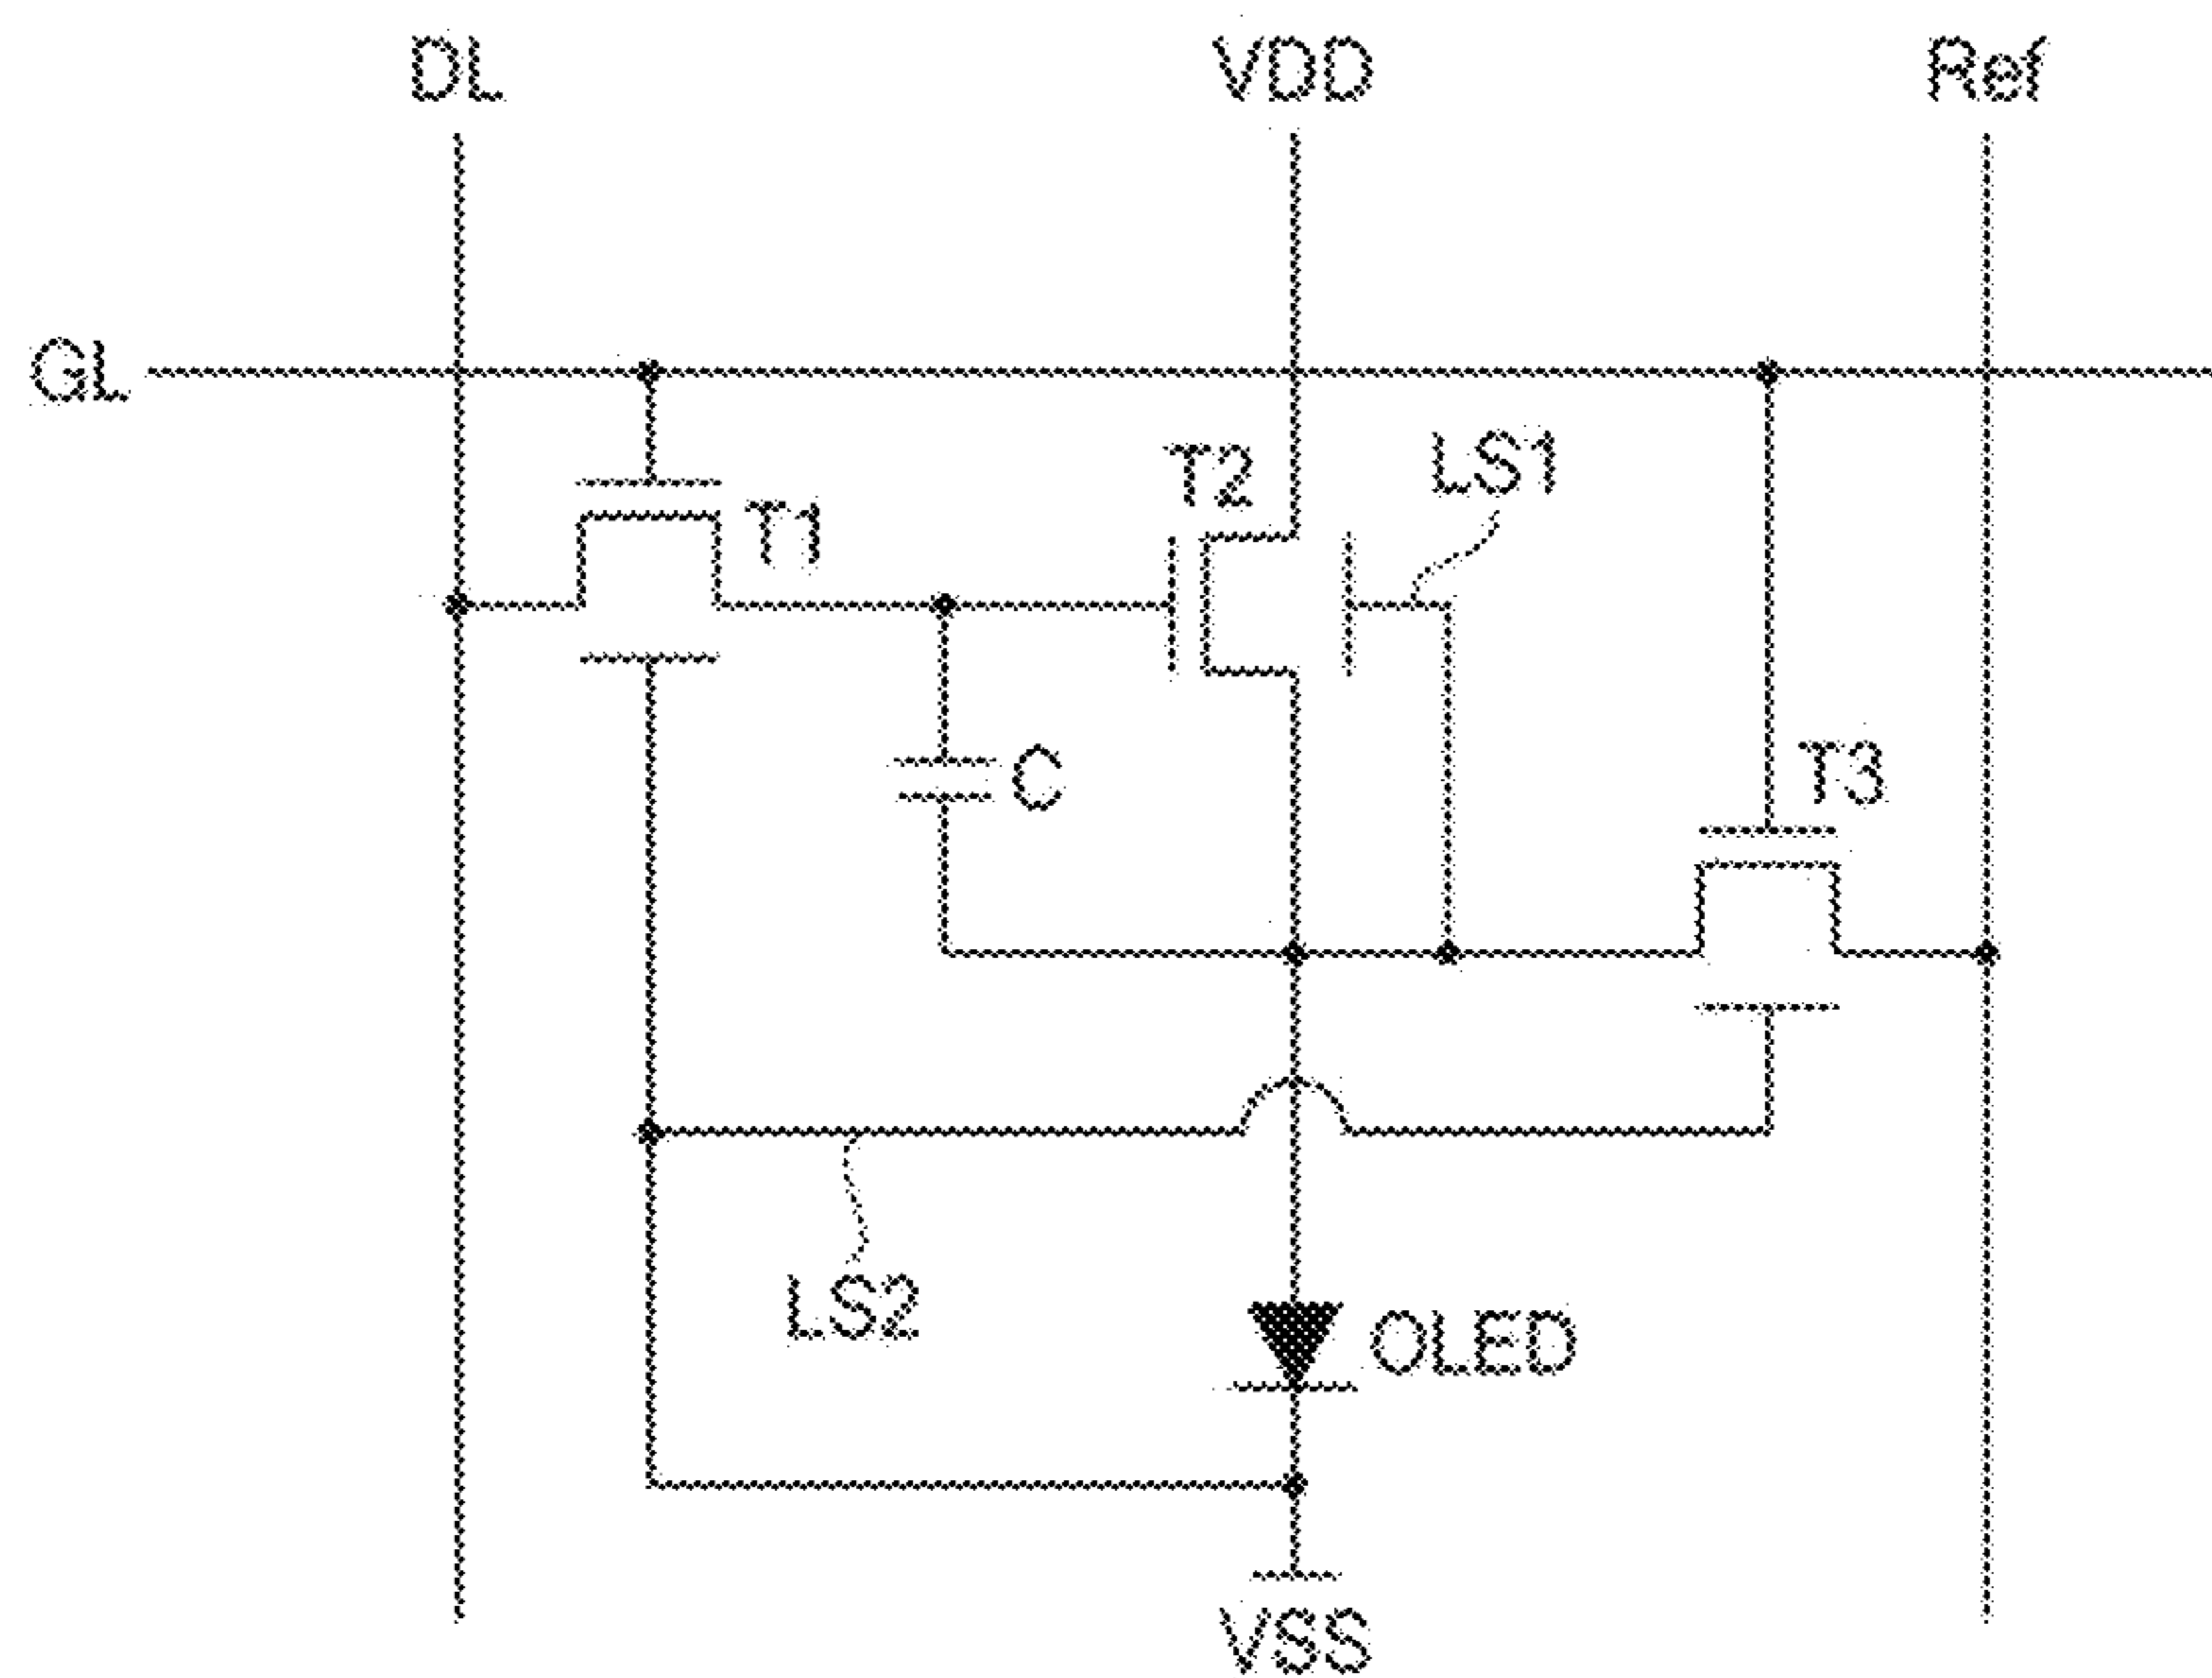 DL
VDD
Ref
GL
T2
LS1
T1
C
T3
LS2
OLED
VSS